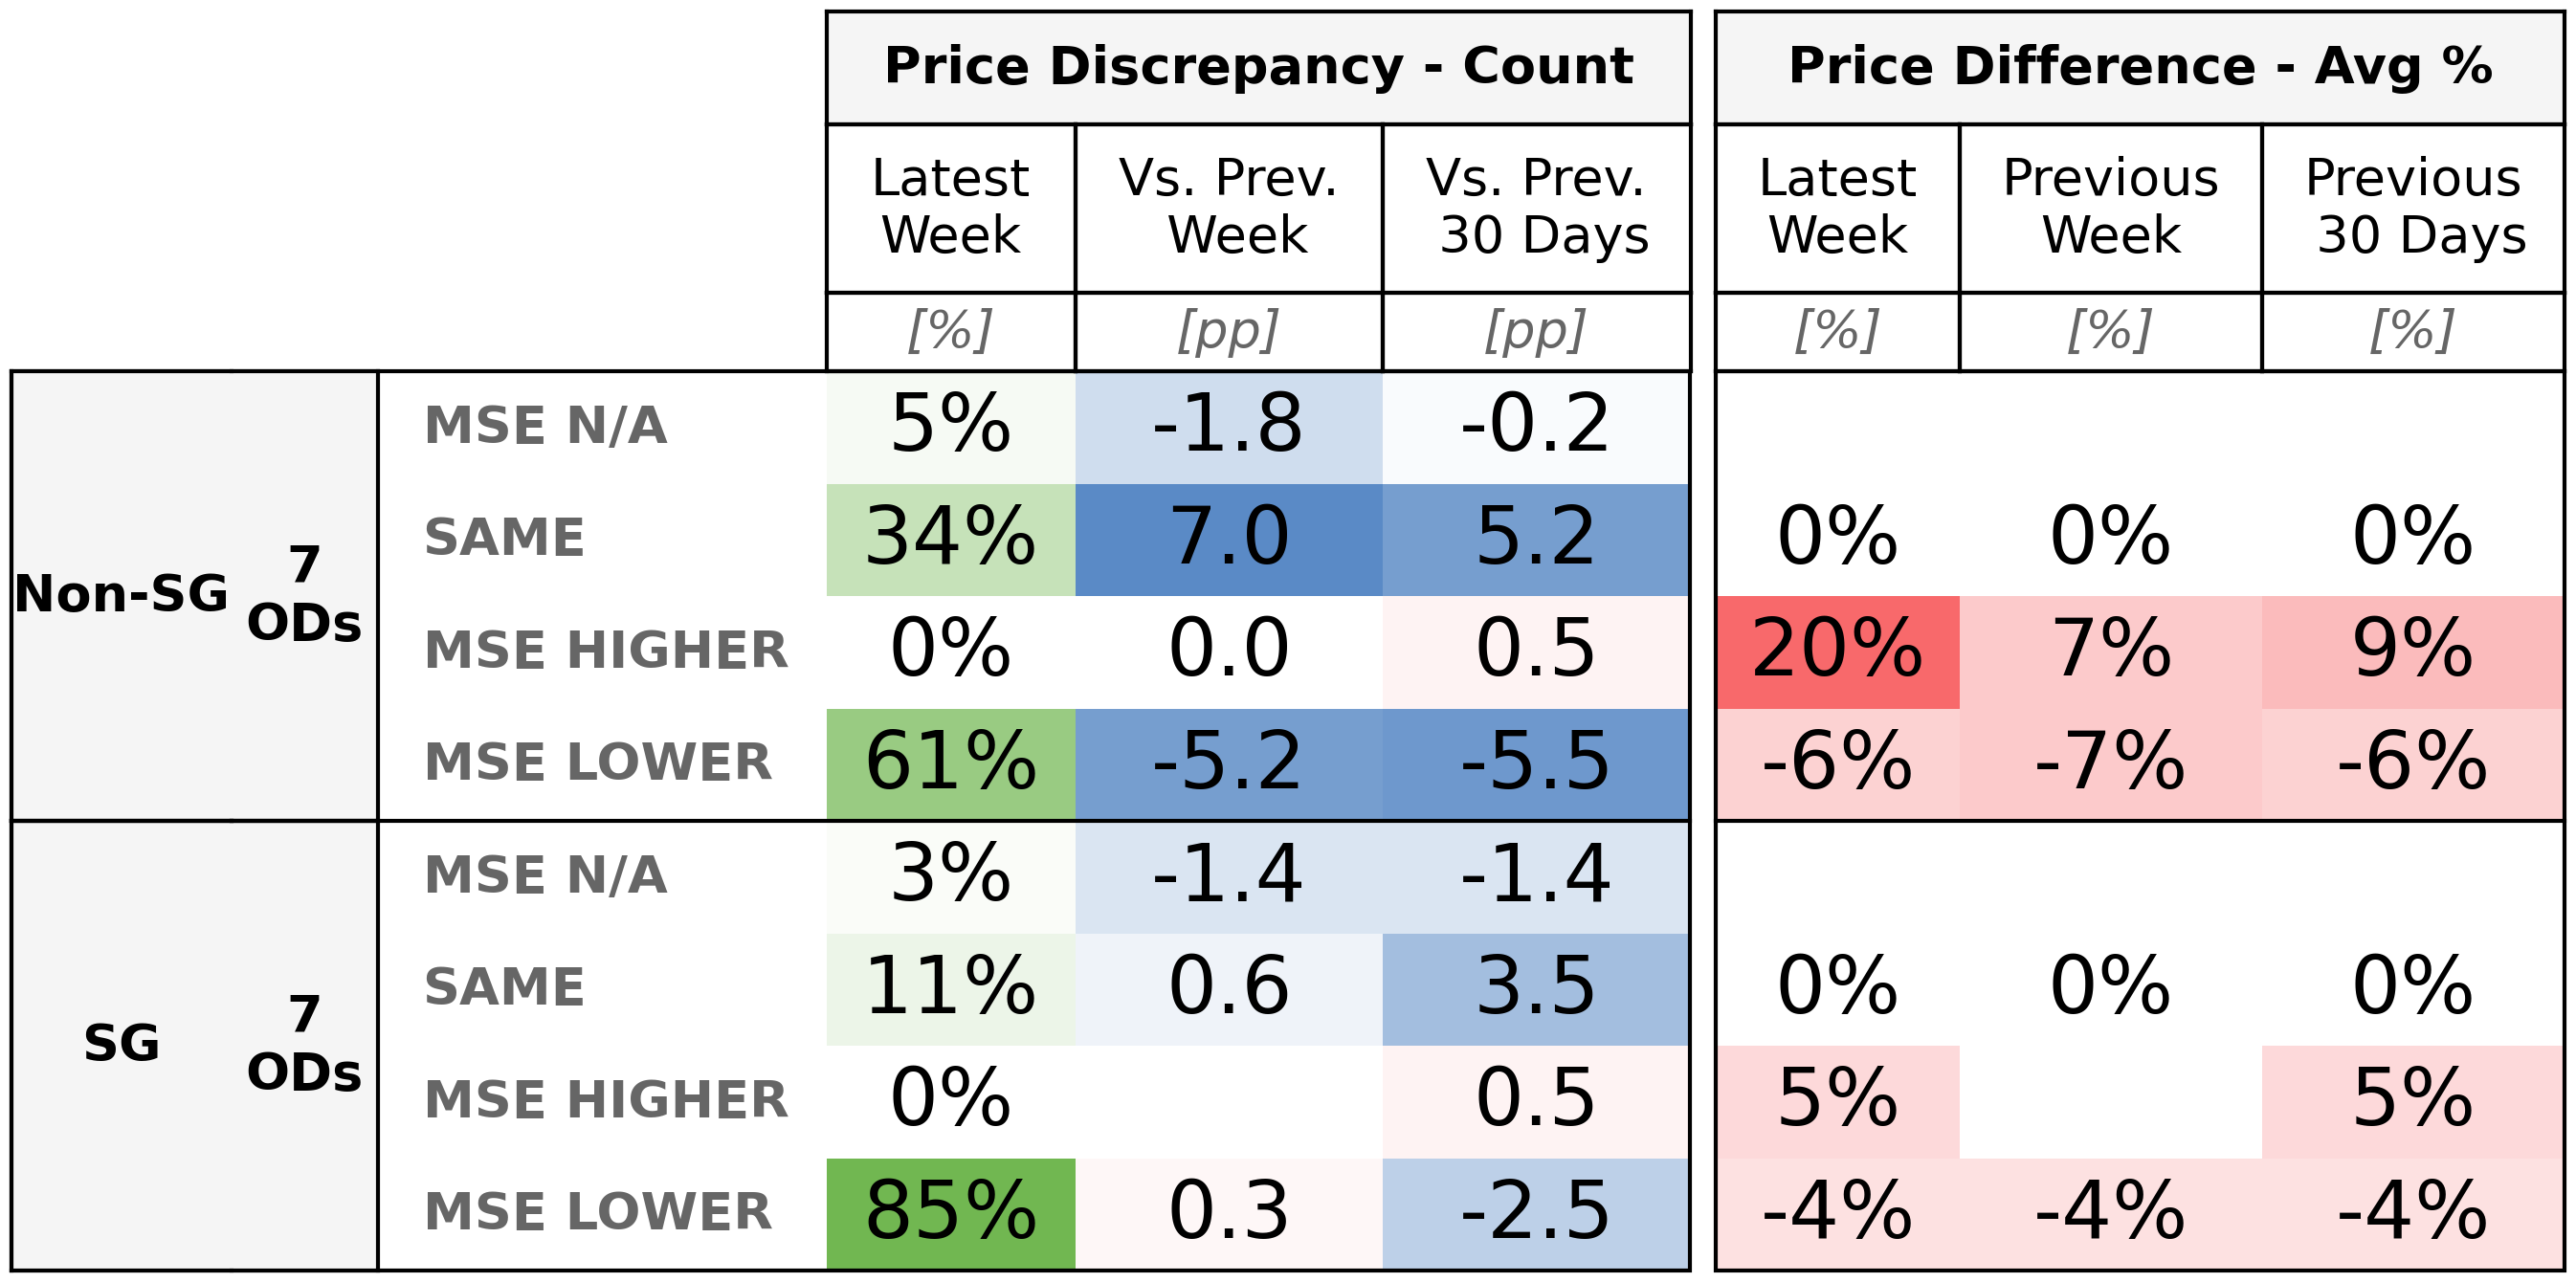 Price Discrepancy - Count Price Difference - Avg %
Latest Week Vs. Prev. Week Vs. Prev. 30 Days Latest Week Previous Week Previous 30 Days
[%] [pp] [pp] [%] [%] [%]
Non-SG 7 ODs
MSE N/A 5% -1.8 -0.2
SAME 34% 7.0 5.2 0% 0% 0%
MSE HIGHER 0% 0.0 0.5 20% 7% 9%
MSE LOWER 61% -5.2 -5.5 -6% -7% -6%
SG 7 ODs
MSE N/A 3% -1.4 -1.4
SAME 11% 0.6 3.5 0% 0% 0%
MSE HIGHER 0% 0.5 5% 5%
MSE LOWER 85% 0.3 -2.5 -4% -4% -4%